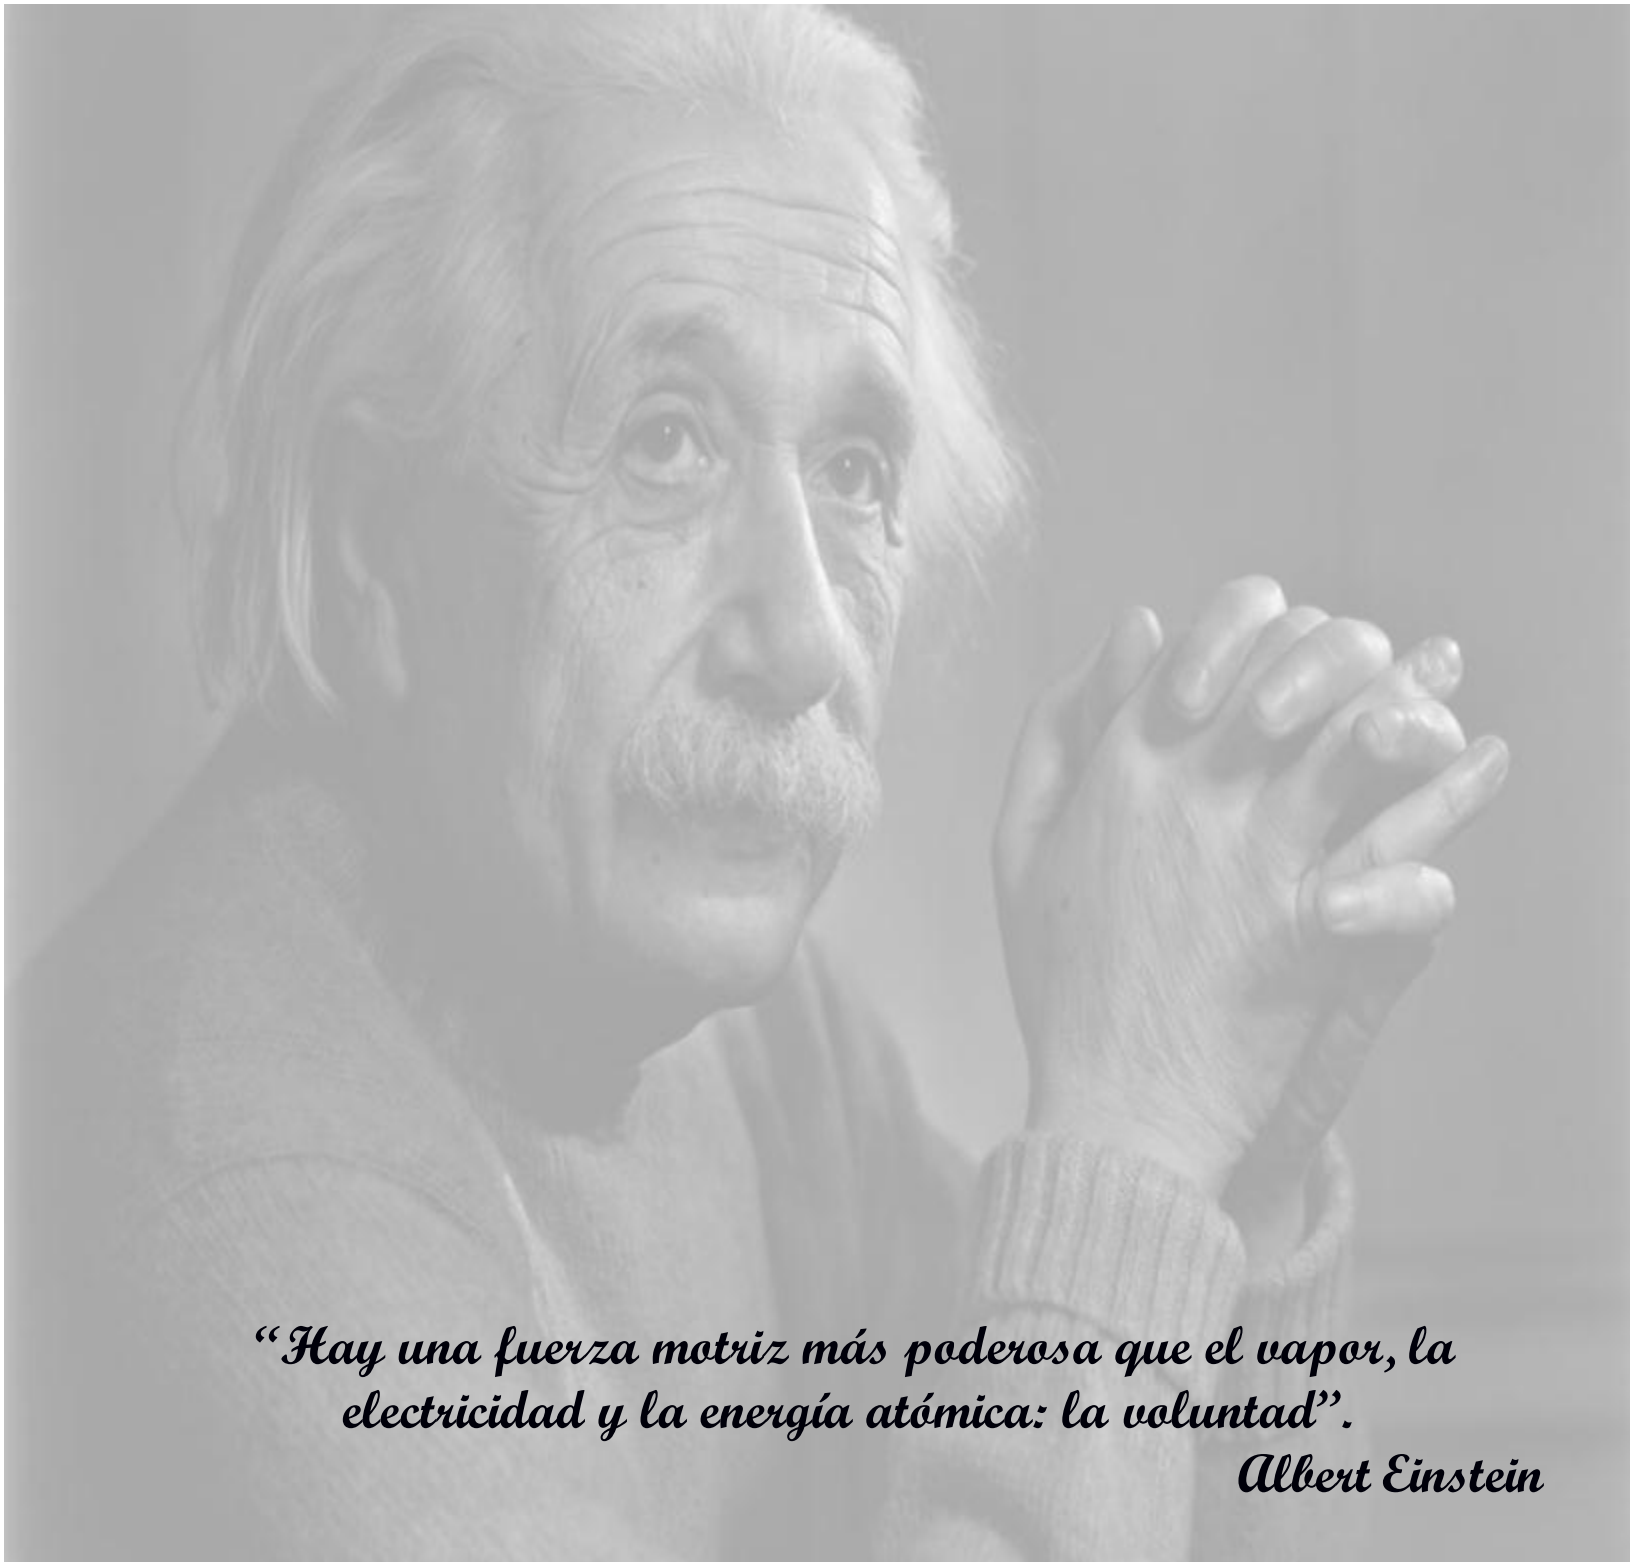 “Hay una fuerza motriz más poderosa que el vapor, la
electricidad y la energía atómica: la voluntad”.
Albert Einstein